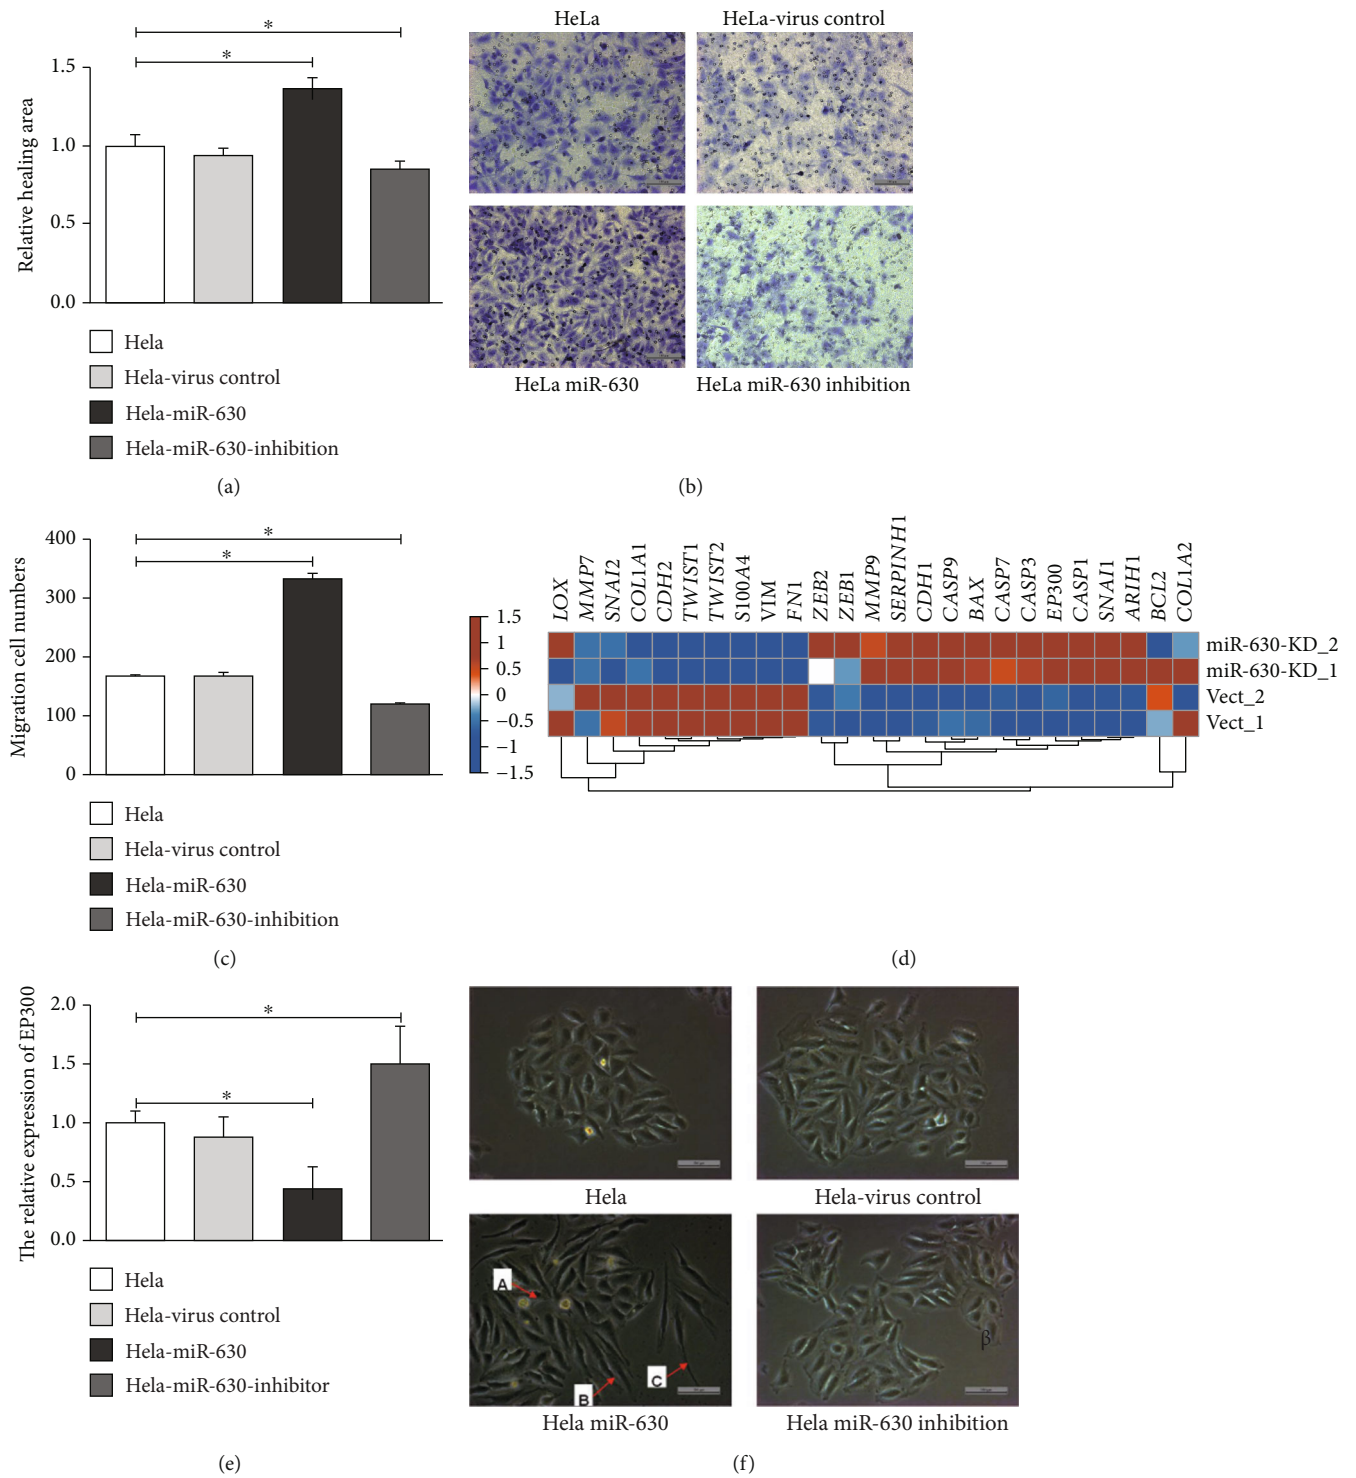 *
*
1.5
1.0
0.5
0.0
Relative healing area
Hela
Hela-virus control
Hela-miR-630
Hela-miR-630-inhibition
(a)
HeLa
HeLa-virus control
HeLa miR-630
HeLa miR-630 inhibition
(b)
*
*
400
300
200
100
0
Migration cell numbers
Hela
Hela-virus control
Hela-miR-630
Hela-miR-630-inhibition
(c)
LOX
MMP7
SNAI2
COL1A1
CDH2
TWIST1
TWIST2
S100A4
VIM
FN1
ZEB2
ZEB1
MMP9
SERPINH1
CDH1
CASP9
BAX
CASP7
CASP3
EP300
CASP1
SNAI1
ARIH1
BCL2
COL1A2
1.5
1
0.5
0
−0.5
−1
−1.5
miR-630-KD_2
miR-630-KD_1
Vect_2
Vect_1
(d)
*
*
2.0
1.5
1.0
0.5
0.0
The relative expression of EP300
Hela
Hela-virus control
Hela-miR-630
Hela-miR-630-inhibitor
(e)
Hela
Hela-virus control
A
B
C
β
Hela miR-630
Hela miR-630 inhibition
(f)